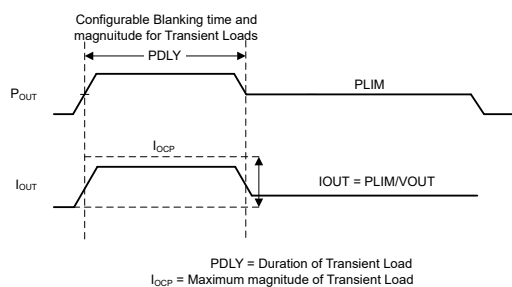 Configurable Blanking time and
magnuitude for Transient Loads
PDLY
POUT
PLIM
IOCP
IOUT
IOUT = PLIM/VOUT
PDLY = Duration of Transient Load
IOCP = Maximum magnitude of Transient Load